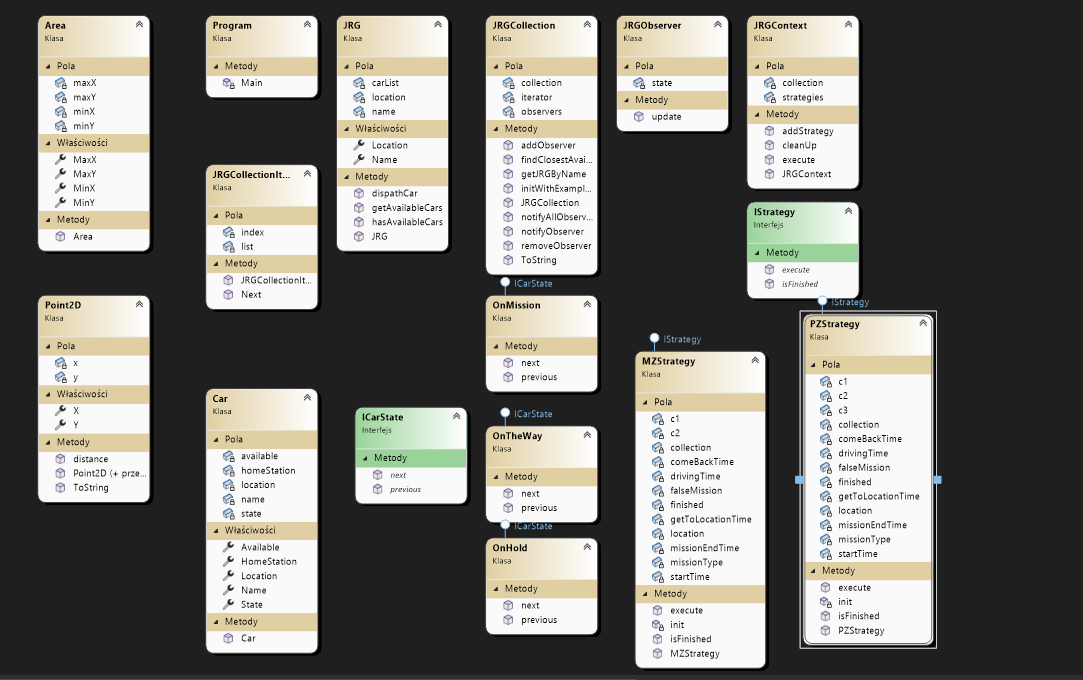 Area
Klasa
Pola
maxX
maxY
minX
minY
Właściwości
MaxX
MaxY
MinX
MinY
Metody
Area
Program
Klasa
Metody
Main
JRG
Klasa
Pola
carList
location
name
Właściwości
Location
Name
Metody
dispathCar
getAvailableCars
hasAvailableCars
JRG
JRGCollection
Klasa
Pola
collection
iterator
observers
Metody
addObserver
findClosestAvai...
getJRGByName
initWithExampl...
JRGCollection
notifyAllObserv...
notifyObserver
removeObserver
ToString
JRGObserver
Klasa
Pola
state
Metody
update
JRGContext
Klasa
Pola
collection
strategies
Metody
addStrategy
cleanUp
execute
JRGContext
JRGCollectionIt...
Klasa
Pola
index
list
Metody
JRGCollectionIt...
Next
IStrategy
Interfejs
Metody
execute
isFinished
Point2D
Klasa
Pola
x
y
Właściwości
X
Y
Metody
distance
Point2D (+ prze...
ToString
Car
Klasa
Pola
available
homeStation
location
name
state
Właściwości
Available
HomeStation
Location
Name
State
Metody
Car
ICarState
Interfejs
Metody
next
previous
ICarState
OnMission
Klasa
Metody
next
previous
ICarState
OnTheWay
Klasa
Metody
next
previous
ICarState
OnHold
Klasa
Metody
next
previous
IStrategy
MZStrategy
Klasa
Pola
c1
c2
collection
comeBackTime
drivingTime
falseMission
finished
getToLocationTime
location
missionEndTime
missionType
startTime
Metody
execute
init
isFinished
MZStrategy
IStrategy
PZStrategy
Klasa
Pola
c1
c2
c3
collection
comeBackTime
drivingTime
falseMission
finished
getToLocationTime
location
missionEndTime
missionType
startTime
Metody
execute
init
isFinished
PZStrategy